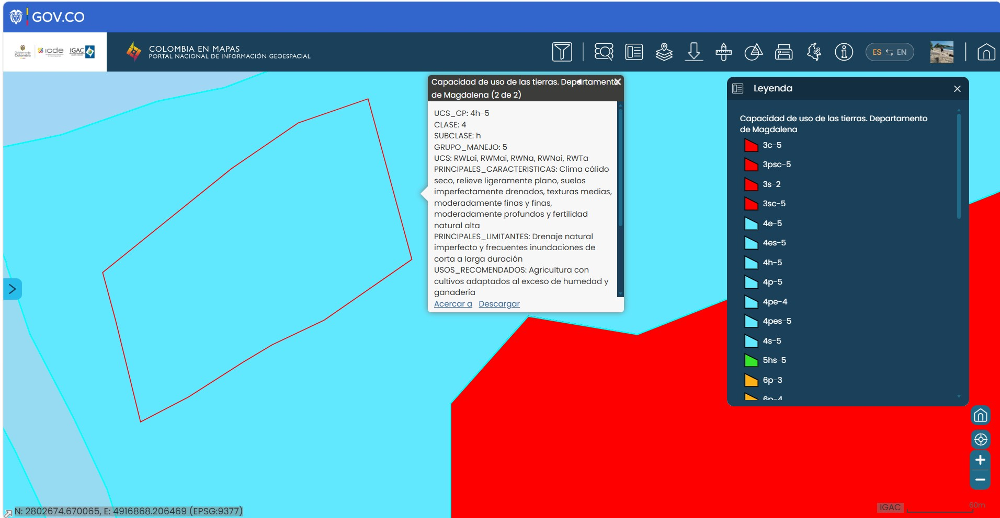 GOV.CO
Gobierno de Colombia
icde
IGAC
COLOMBIA EN MAPAS
PORTAL NACIONAL DE INFORMACIÓN GEOESPACIAL
ES ⇆ EN
Capacidad de uso de las tierras. Departamento
de Magdalena (2 de 2)
UCS_CP: 4h-5
CLASE: 4
SUBCLASE: h
GRUPO_MANEJO: 5
UCS: RWLai, RWMai, RWNa, RWNai, RWTa
PRINCIPALES_CARACTERISTICAS: Clima cálido
seco, relieve ligeramente plano, suelos
imperfectamente drenados, texturas medias,
moderadamente finas y finas,
moderadamente profundos y fertilidad
natural alta
PRINCIPALES_LIMITANTES: Drenaje natural
imperfecto y frecuentes inundaciones de
corta a larga duración
USOS_RECOMENDADOS: Agricultura con
cultivos adaptados al exceso de humedad y
ganadería
Acercar a Descargar
Leyenda
Capacidad de uso de las tierras. Departamento
de Magdalena
3c-5
3psc-5
3s-2
3sc-5
4e-5
4es-5
4h-5
4p-5
4pe-4
4pes-5
4s-5
5hs-5
6p-3
6p-4
N: 2802674.670065, E: 4916868.206469 (EPSG:9377)
IGAC
60m